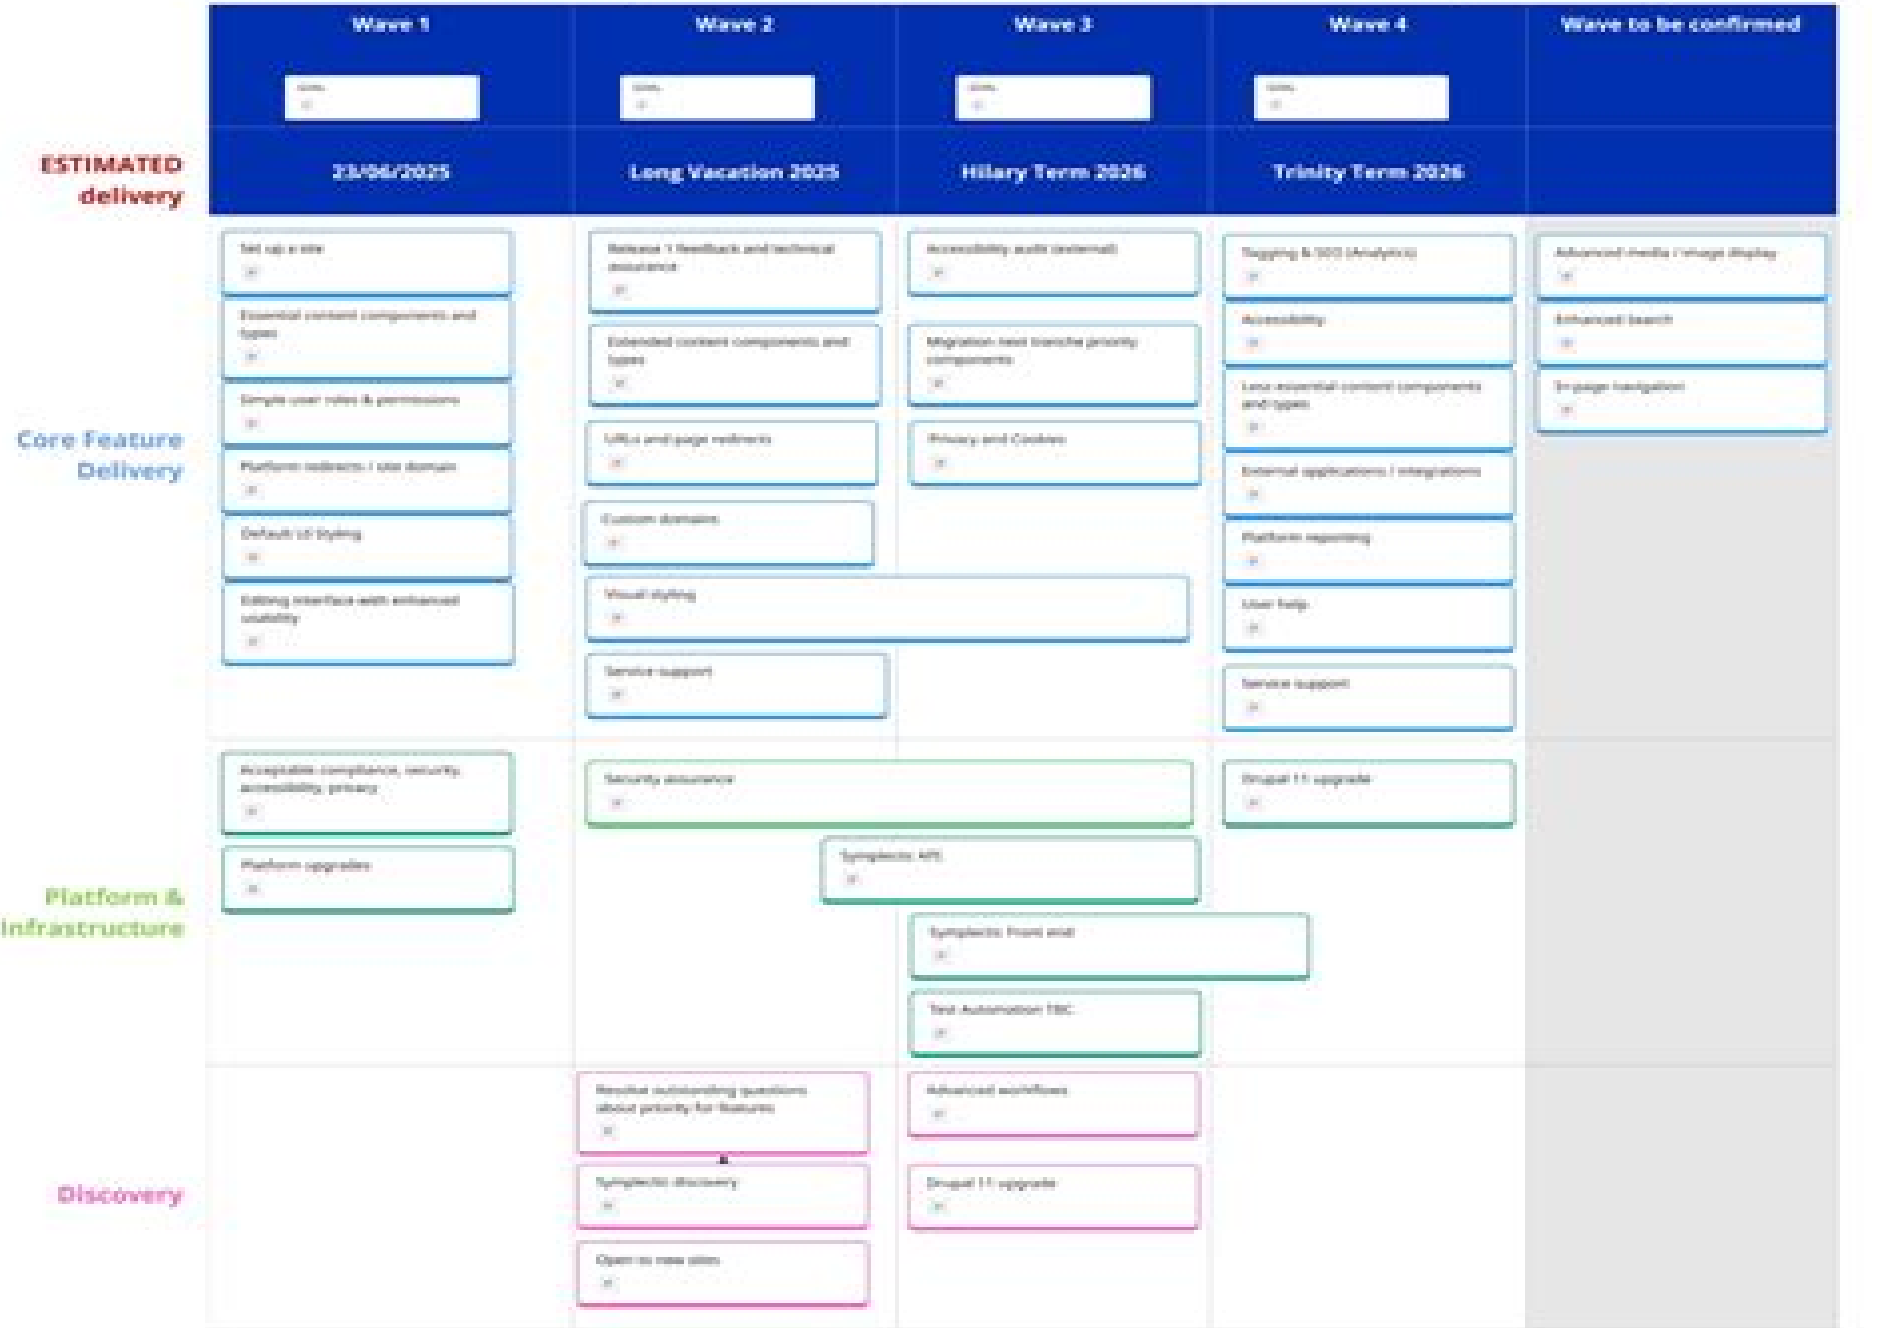 Wave 1
Wave 2
Wave 3
Wave 4
Wave to be confirmed
ESTIMATED
delivery
23/06/2025
Long Vacation 2025
Hilary Term 2026
Trinity Term 2026
Core Feature
Delivery
Set up a site
Essential content components and
types
Simple user roles & permissions
Platform redirects / site domain
Default UI Styling
Editing interface with enhanced
usability
Release 1 feedback and technical
assurance
Extended content components and
types
URLs and page redirects
Custom domains
Visual styling
Service support
Accessibility audit (external)
Migration next tranche priority
components
Privacy and Cookies
Tagging & SEO (Analytics)
Accessibility
Less essential content components
and types
External applications / integrations
Platform reporting
User help
Service support
Advanced media / image display
Enhanced Search
In-page navigation
Platform &
Infrastructure
Acceptable compliance, security,
accessibility, privacy
Platform upgrades
Security assurance
Symplectic API
Symplectic Front end
Test Automation TBC
Drupal 11 upgrade
Discovery
Resolve outstanding questions
about priority for features
Symplectic discovery
Open to new sites
Advanced workflows
Drupal 11 upgrade